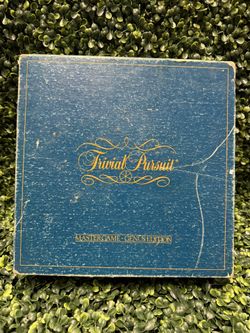 Trivial Pursuit
MASTER GAME - GENUS EDITION